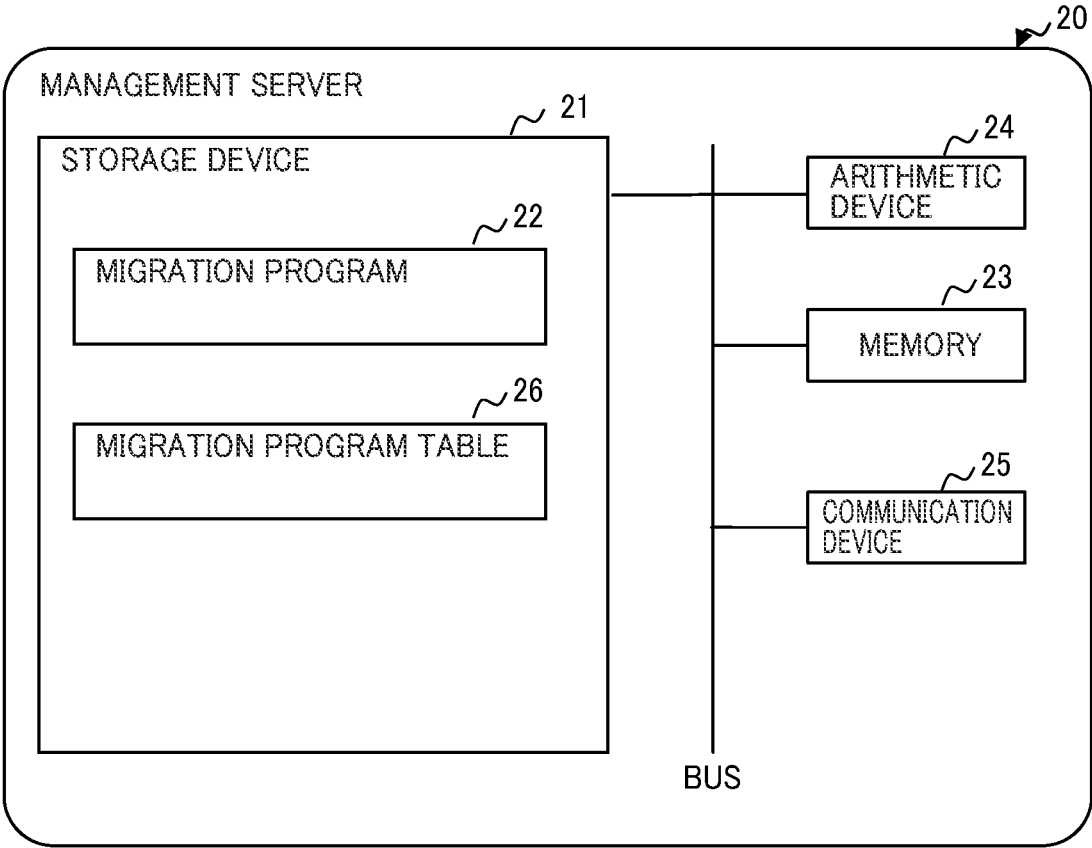 20
MANAGEMENT SERVER
21
STORAGE DEVICE
22
MIGRATION PROGRAM
26
MIGRATION PROGRAM TABLE
24
ARITHMETIC
DEVICE
23
MEMORY
25
COMMUNICATION
DEVICE
BUS